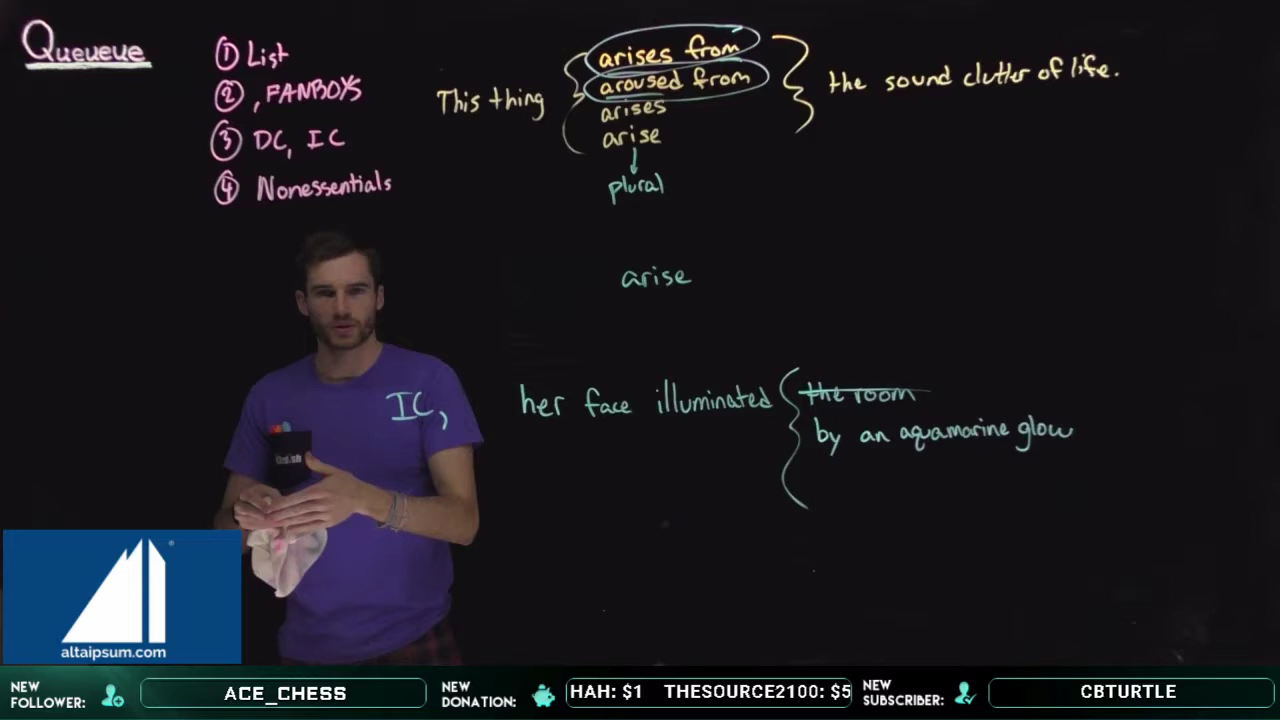 Queueue
① List
② , FANBOYS
③ DC, IC
④ Nonessentials
This thing
arises from
aroused from
arises
arise
plural
the sound clutter of life.
arise
IC,
her face illuminated
the room
by an aquamarine glow
altaipsum.com
NEW FOLLOWER:
ACE_CHESS
NEW DONATION:
HAH: $1 THESOURCE2100: $5
NEW SUBSCRIBER:
CBTURTLE